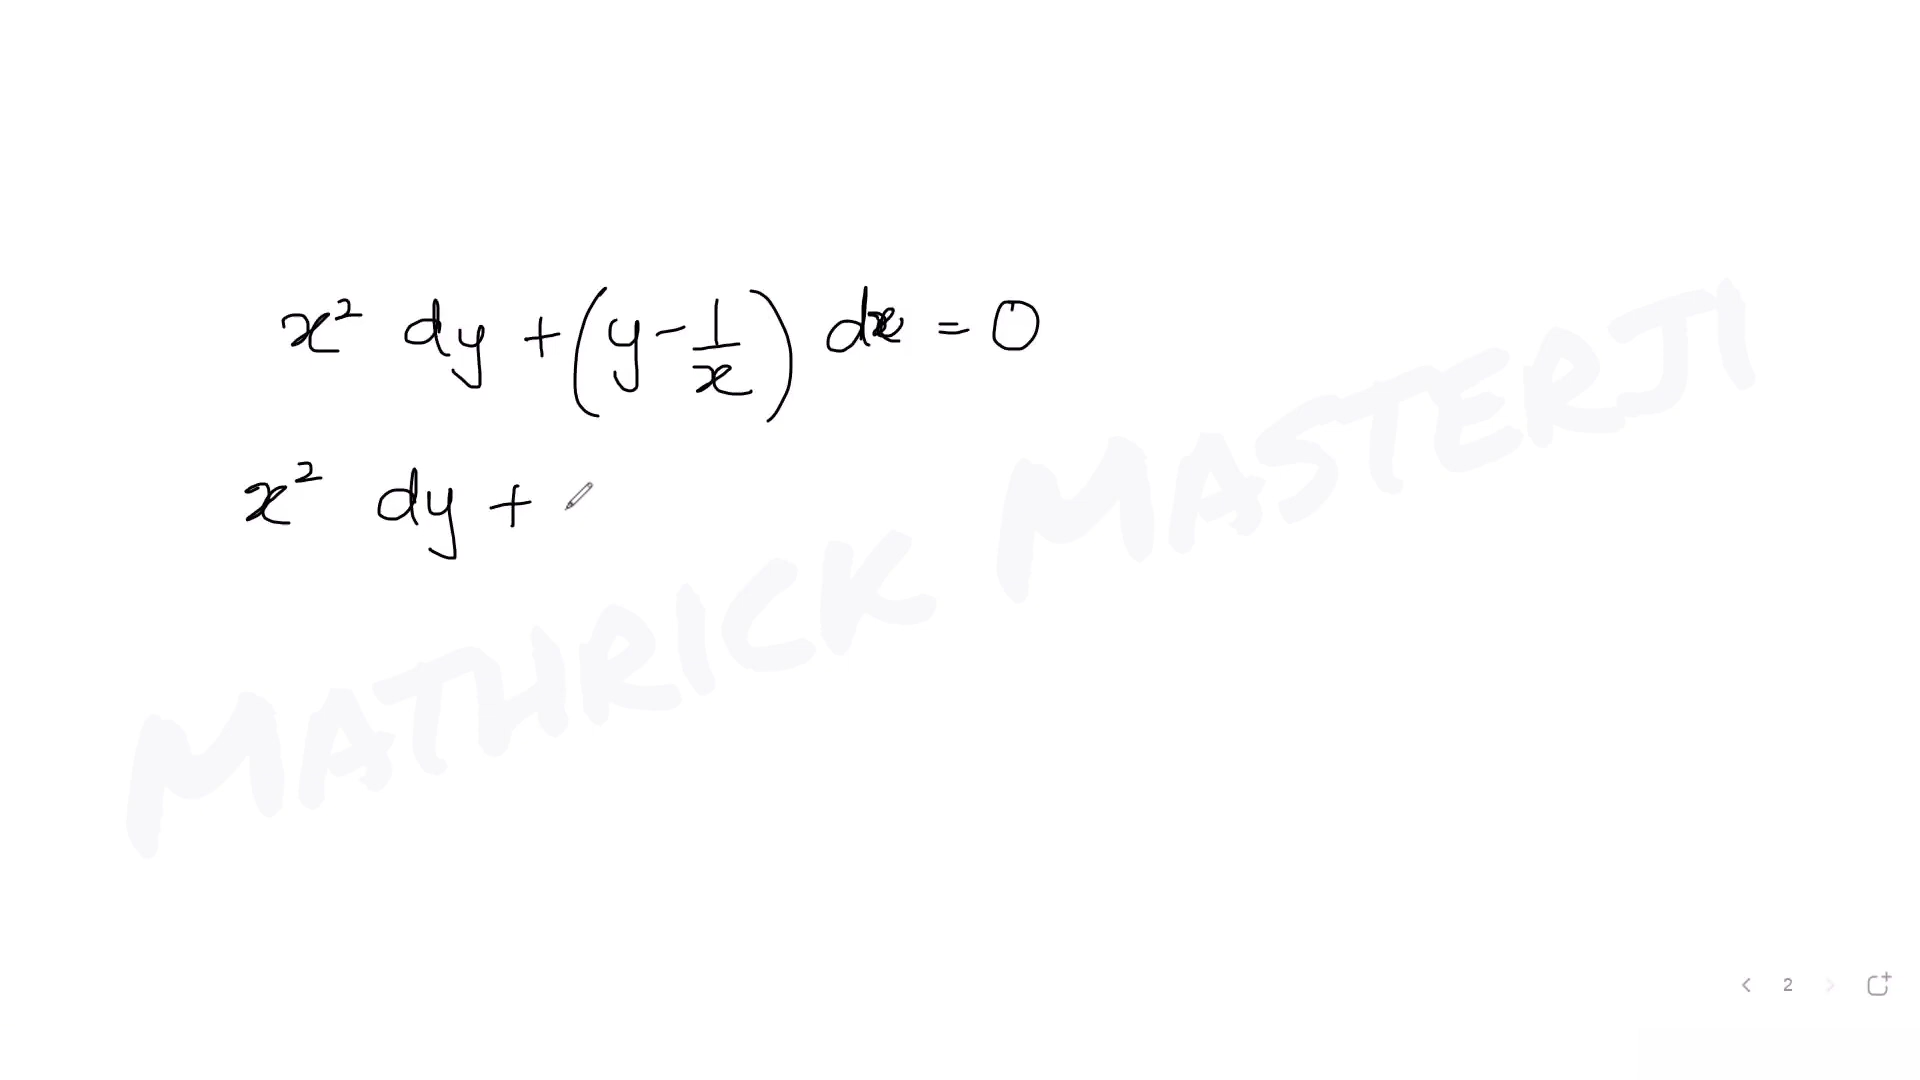 x² dy + (y - 1/x) dx = 0
x² dy +
MATHRICK MASTERJI
2